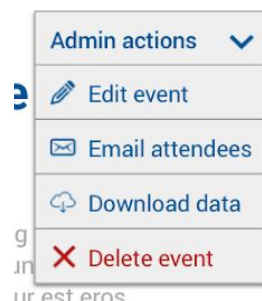 Admin actions
Edit event
Email attendees
Download data
Delete event
ur est eros